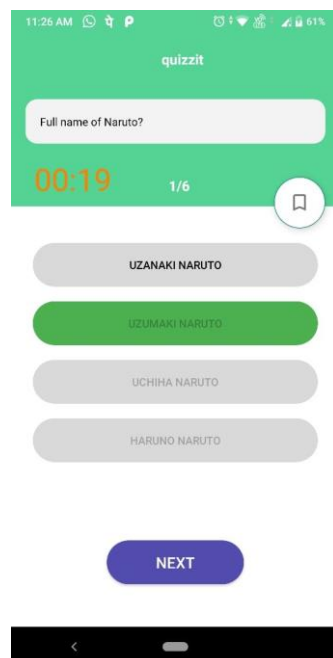 11:26 AM 61%
quizzit
Full name of Naruto?
00:19 1/6
UZANAKI NARUTO
UZUMAKI NARUTO
UCHIHA NARUTO
HARUNO NARUTO
NEXT